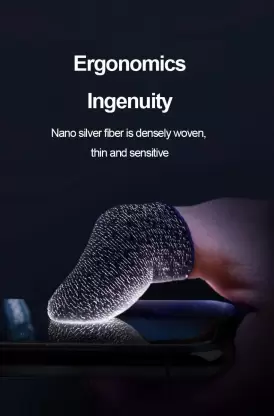 Ergonomics
Ingenuity
Nano silver fiber is densely woven,
thin and sensitive